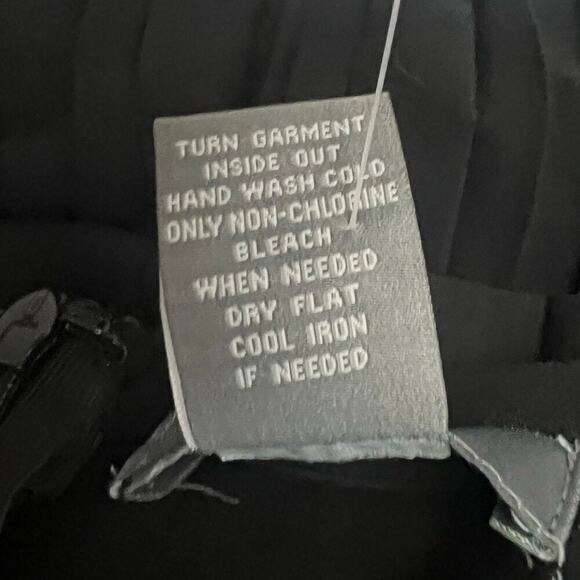 TURN GARMENT
INSIDE OUT
HAND WASH COLD
ONLY NON-CHLORINE
BLEACH
WHEN NEEDED
DRY FLAT
COOL IRON
IF NEEDED